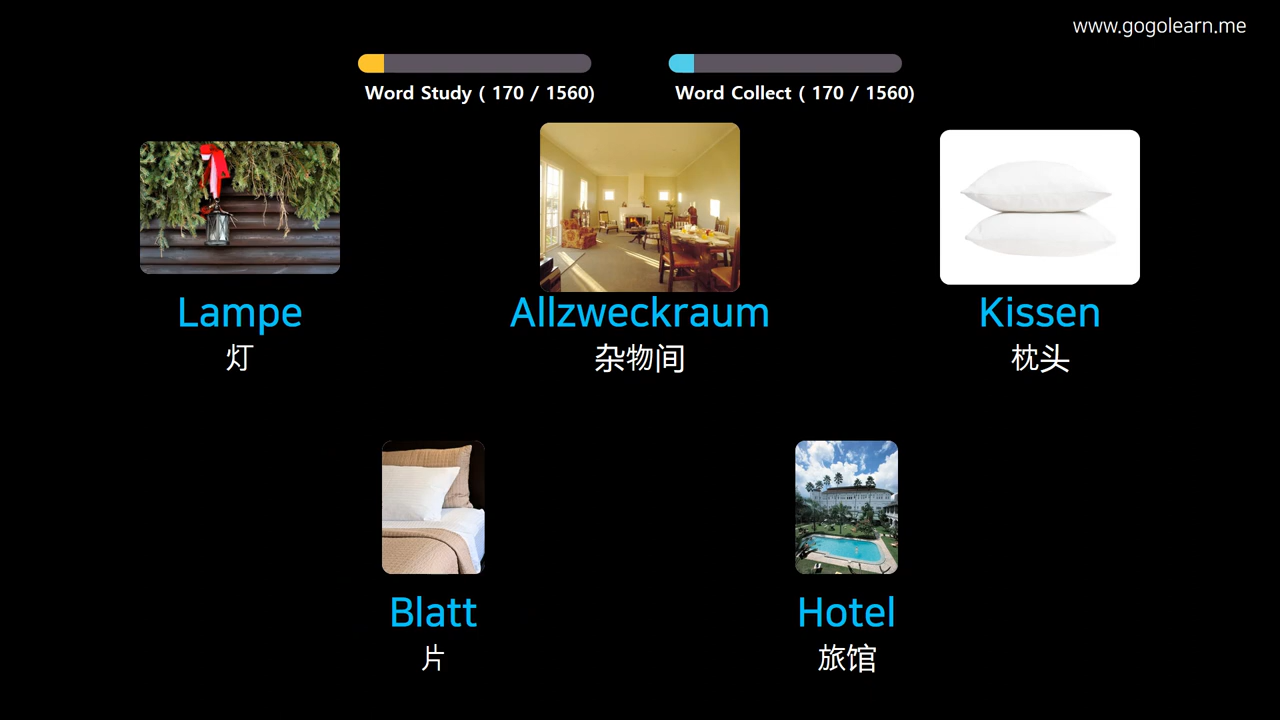 www.gogolearn.me
Word Study ( 170 / 1560)
Word Collect ( 170 / 1560)
Lampe
灯
Allzweckraum
杂物间
Kissen
枕头
Blatt
片
Hotel
旅馆